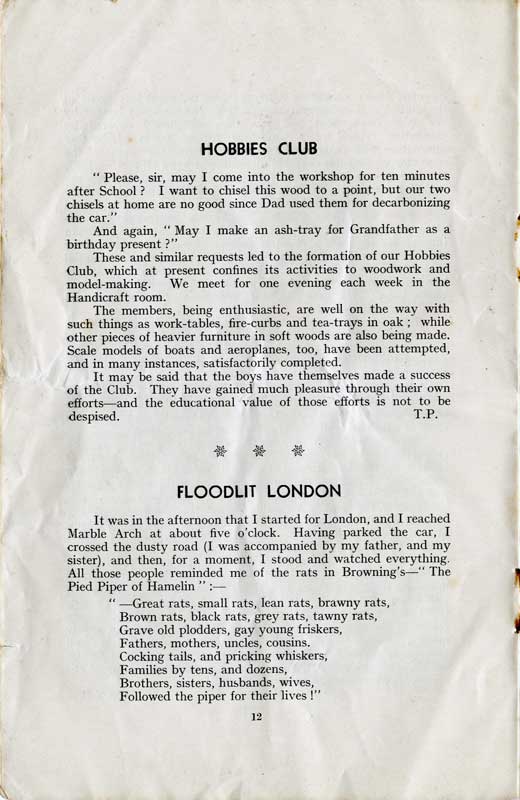 HOBBIES CLUB
" Please, sir, may I come into the workshop for ten minutes
after School ? I want to chisel this wood to a point, but our two
chisels at home are no good since Dad used them for decarbonizing
the car."
And again, " May I make an ash-tray for Grandfather as a
birthday present ?"
These and similar requests led to the formation of our Hobbies
Club, which at present confines its activities to woodwork and
model-making. We meet for one evening each week in the
Handicraft room.
The members, being enthusiastic, are well on the way with
such things as work-tables, fire-curbs and tea-trays in oak ; while
other pieces of heavier furniture in soft woods are also being made.
Scale models of boats and aeroplanes, too, have been attempted,
and in many instances, satisfactorily completed.
It may be said that the boys have themselves made a success
of the Club. They have gained much pleasure through their own
efforts—and the educational value of those efforts is not to be
despised. T.P.
FLOODLIT LONDON
It was in the afternoon that I started for London, and I reached
Marble Arch at about five o'clock. Having parked the car, I
crossed the dusty road (I was accompanied by my father, and my
sister), and then, for a moment, I stood and watched everything.
All those people reminded me of the rats in Browning's—" The
Pied Piper of Hamelin " :—
" —Great rats, small rats, lean rats, brawny rats,
Brown rats, black rats, grey rats, tawny rats,
Grave old plodders, gay young friskers,
Fathers, mothers, uncles, cousins.
Cocking tails, and pricking whiskers,
Families by tens, and dozens,
Brothers, sisters, husbands, wives,
Followed the piper for their lives !"
12